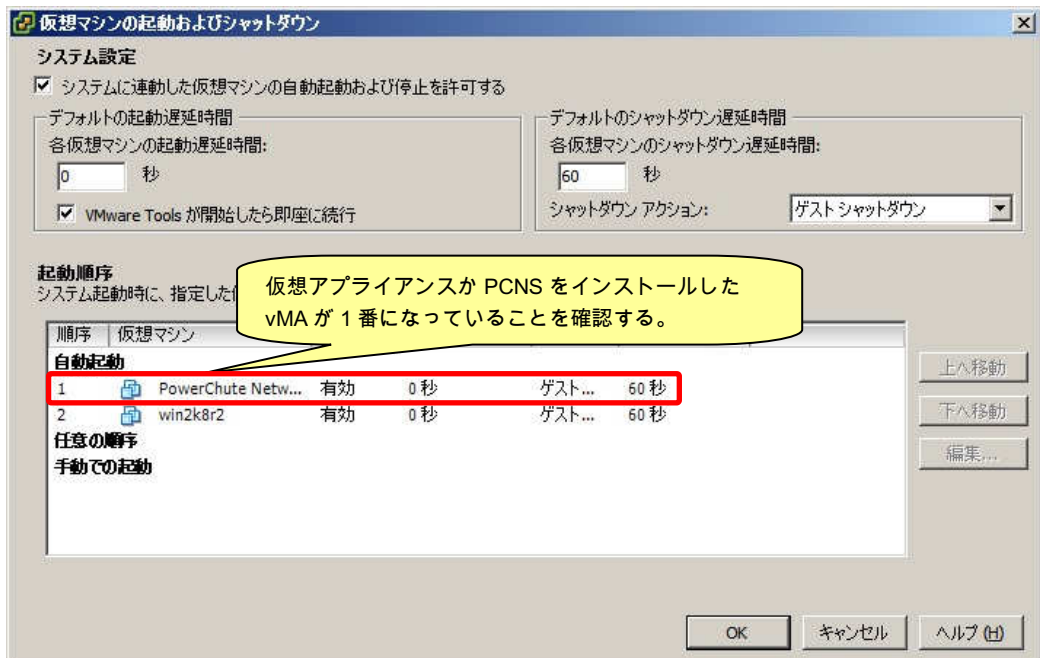 仮想マシンの起動およびシャットダウン
システム設定
システムに連動した仮想マシンの自動起動および停止を許可する
デフォルトの起動遅延時間
各仮想マシンの起動遅延時間:
0 秒
VMware Tools が開始したら即座に続行
デフォルトのシャットダウン遅延時間
各仮想マシンのシャットダウン遅延時間:
60 秒
シャットダウン アクション: ゲスト シャットダウン
起動順序
システム起動時に、指定した
仮想アプライアンスか PCNS をインストールした
vMA が 1 番になっていることを確認する。
順序 仮想マシン
自動起動
1 PowerChute Netw... 有効 0 秒 ゲスト... 60 秒
2 win2k8r2 有効 0 秒 ゲスト... 60 秒
任意の順序
手動での起動
上へ移動
下へ移動
編集...
OK キャンセル ヘルプ (H)